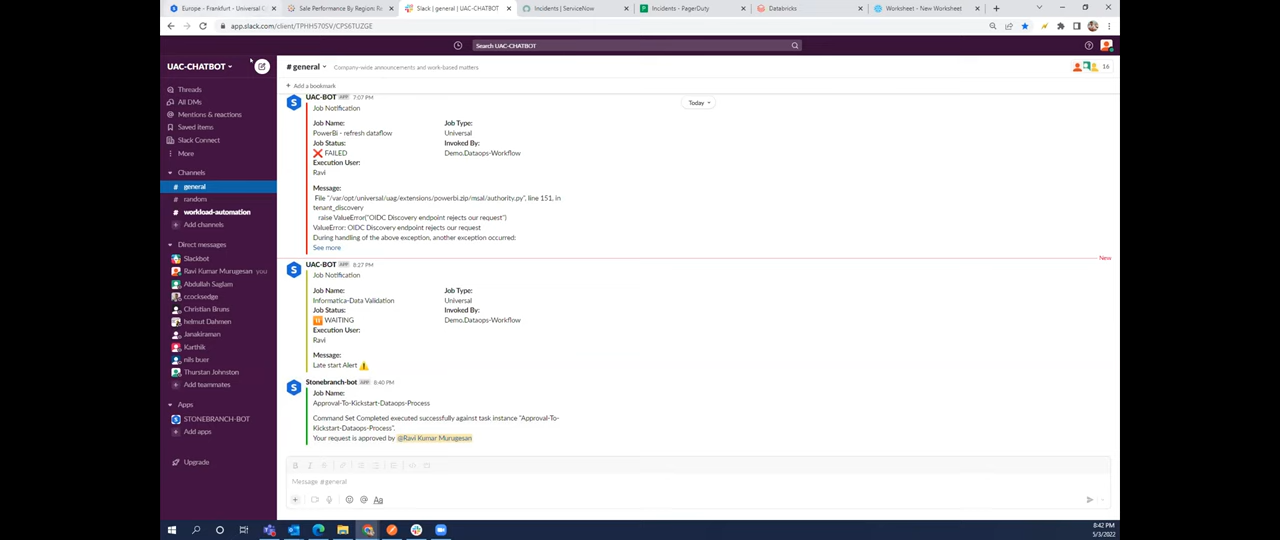 Europe - Frankfurt - Universal C
Sale Performance By Region: Re
Slack | general | UAC-CHATBOT
Incidents | ServiceNow
Incidents - PagerDuty
Databricks
Worksheet - New Worksheet
app.slack.com/client/TPHH570SV/CPS6TUZGE
Search UAC-CHATBOT
UAC-CHATBOT
# general
Company-wide announcements and work-based matters.
16
Add a bookmark
Threads
All DMs
Mentions & reactions
Saved items
Slack Connect
More
Channels
# general
# random
# workload-automation
Add channels
Direct messages
Slackbot
Ravi Kumar Murugesan you
Abdullah Saglam
ccocksedge
Christian Bruns
helmut Dahmen
Janakiraman
Karthik
nils buer
Thurstan Johnston
Add teammates
Apps
STONEBRANCH-BOT
Add apps
Upgrade
Today
UAC-BOT APP 7:07 PM
Job Notification
Job Name: Job Type:
PowerBi - refresh dataflow Universal
Job Status: Invoked By:
FAILED Demo.Dataops-Workflow
Execution User:
Ravi
Message:
File "/var/opt/universal/uag/extensions/powerbi.zip/msal/authority.py", line 151, in
tenant_discovery
raise ValueError("OIDC Discovery endpoint rejects our request")
ValueError: OIDC Discovery endpoint rejects our request
During handling of the above exception, another exception occurred:
See more
New
UAC-BOT APP 8:27 PM
Job Notification
Job Name: Job Type:
Informatica-Data Validation Universal
Job Status: Invoked By:
WAITING Demo.Dataops-Workflow
Execution User:
Ravi
Message:
Late start Alert
Stonebranch-bot APP 8:40 PM
Job Name:
Approval-To-Kickstart-Dataops-Process
Command Set Completed executed successfully against task instance "Approval-To-
Kickstart-Dataops-Process".
Your request is approved by @Ravi Kumar Murugesan
Message #general
8:42 PM
5/3/2022